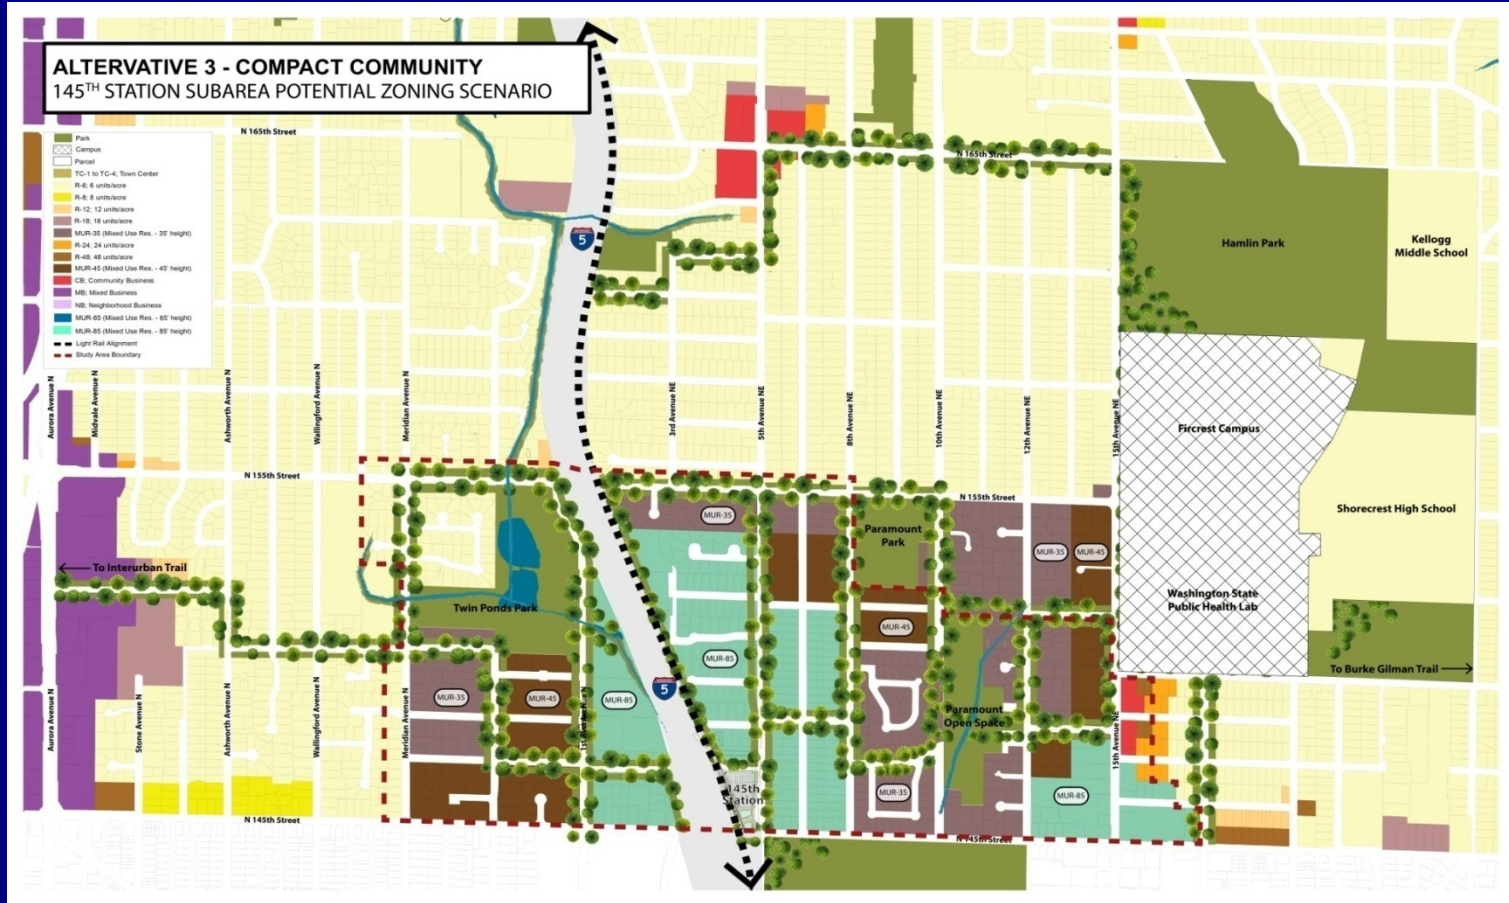 ALTERVATIVE 3 - COMPACT COMMUNITY
145TH STATION SUBAREA POTENTIAL ZONING SCENARIO
Park
Campus
Parcel
TC-1 to TC-4; Town Center
R-6; 6 units/acre
R-8; 8 units/acre
R-12; 12 units/acre
R-18; 18 units/acre
MUR-35 (Mixed Use Res. - 35' height)
R-24; 24 units/acre
R-48; 48 units/acre
MUR-45 (Mixed Use Res. - 45' height)
CB; Community Business
MB; Mixed Business
NB; Neighborhood Business
MUR-65 (Mixed Use Res. - 65' height)
MUR-85 (Mixed Use Res. - 85' height)
Light Rail Alignment
Study Area Boundary
N 165th Street
N 165th Street
5
Hamlin Park
Kellogg
Middle School
Aurora Avenue N
Midvale Avenue N
Ashworth Avenue N
Wallingford Avenue N
Meridian Avenue N
3rd Avenue NE
5th Avenue NE
8th Avenue NE
10th Avenue NE
12th Avenue NE
15th Avenue NE
Fircrest Campus
N 155th Street
N 155th Street
Shorecrest High School
MUR-35
Paramount
Park
MUR-35
MUR-45
To Interurban Trail
Twin Ponds Park
Washington State
Public Health Lab
MUR-45
MUR-85
To Burke Gilman Trail
5
MUR-35
MUR-45
MUR-85
Paramount
Open Space
Aurora Avenue N
Stone Avenue N
Ashworth Avenue N
Wallingford Avenue N
Meridian Avenue N
15th Avenue NE
145th
Station
MUR-35
MUR-85
N 145th Street
N 145th Street